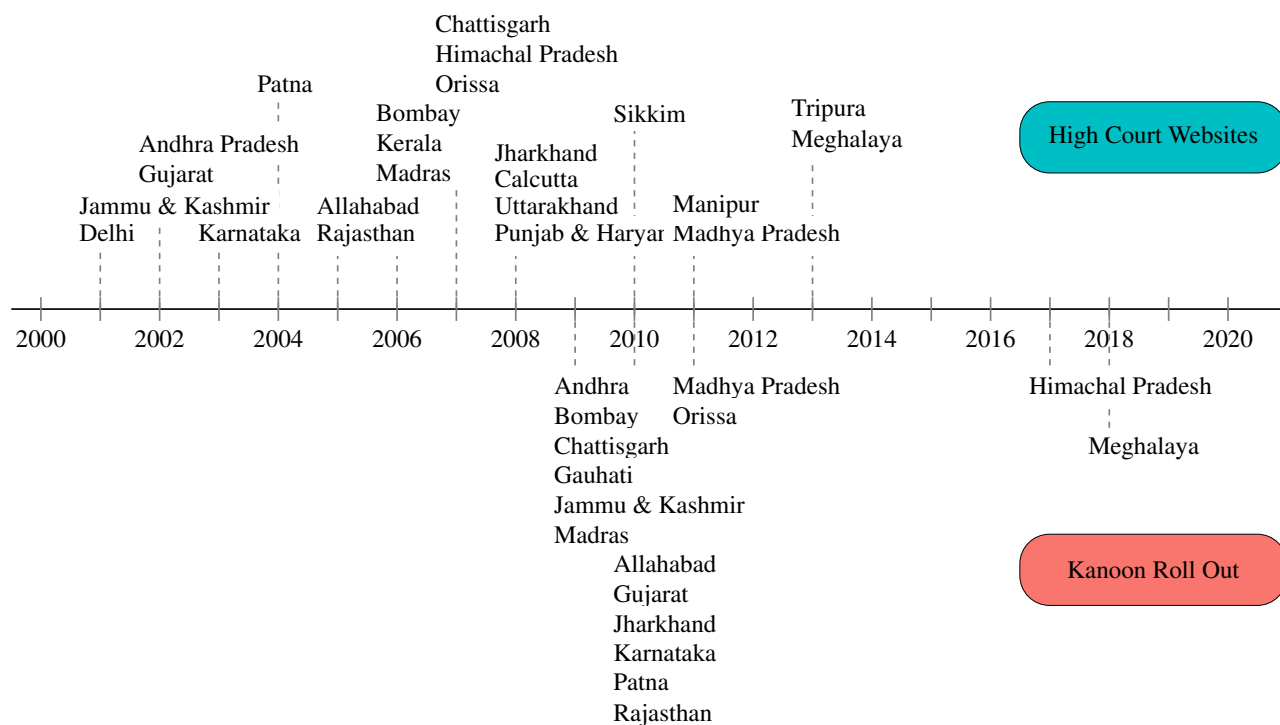 Chattisgarh
Himachal Pradesh
Orissa
Patna
Bombay
Kerala
Madras
Sikkim
Tripura
Meghalaya
High Court Websites
Andhra Pradesh
Gujarat
Jharkhand
Calcutta
Uttarakhand
Punjab & Haryan
Jammu & Kashmir
Delhi
Karnataka
Allahabad
Rajasthan
Manipur
Madhya Pradesh
2000 2002 2004 2006 2008 2010 2012 2014 2016 2018 2020
Andhra
Bombay
Chattisgarh
Gauhati
Jammu & Kashmir
Madras
Madhya Pradesh
Orissa
Himachal Pradesh
Meghalaya
Allahabad
Gujarat
Jharkhand
Karnataka
Patna
Rajasthan
Kanoon Roll Out